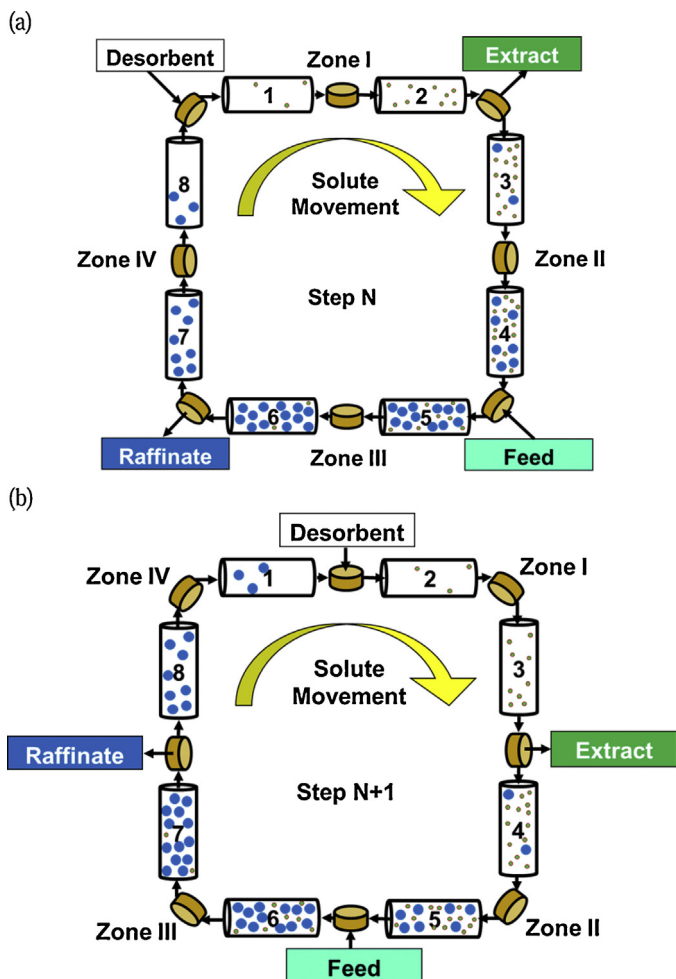 (a)
Desorbent
Zone I
Extract
1
2
8
3
Solute
Movement
Zone IV
Zone II
Step N
7
4
6
5
Raffinate
Zone III
Feed
(b)
Desorbent
Zone IV
1
2
Zone I
8
3
Solute
Movement
Raffinate
Extract
Step N+1
7
4
6
5
Zone III
Zone II
Feed